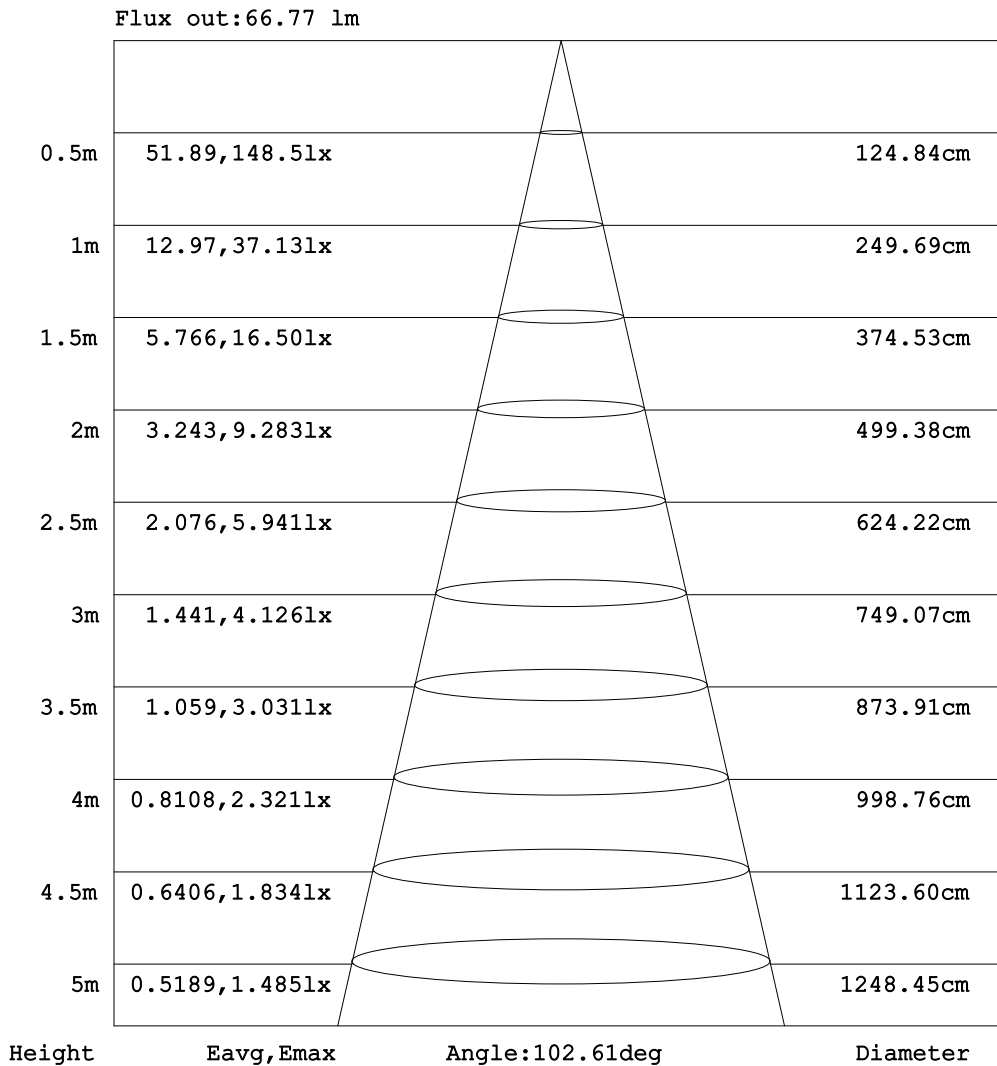 Flux out:66.77 lm
0.5m 51.89,148.5lx 124.84cm
1m 12.97,37.13lx 249.69cm
1.5m 5.766,16.50lx 374.53cm
2m 3.243,9.283lx 499.38cm
2.5m 2.076,5.941lx 624.22cm
3m 1.441,4.126lx 749.07cm
3.5m 1.059,3.031lx 873.91cm
4m 0.8108,2.321lx 998.76cm
4.5m 0.6406,1.834lx 1123.60cm
5m 0.5189,1.485lx 1248.45cm
Height Eavg,Emax Angle:102.61deg Diameter